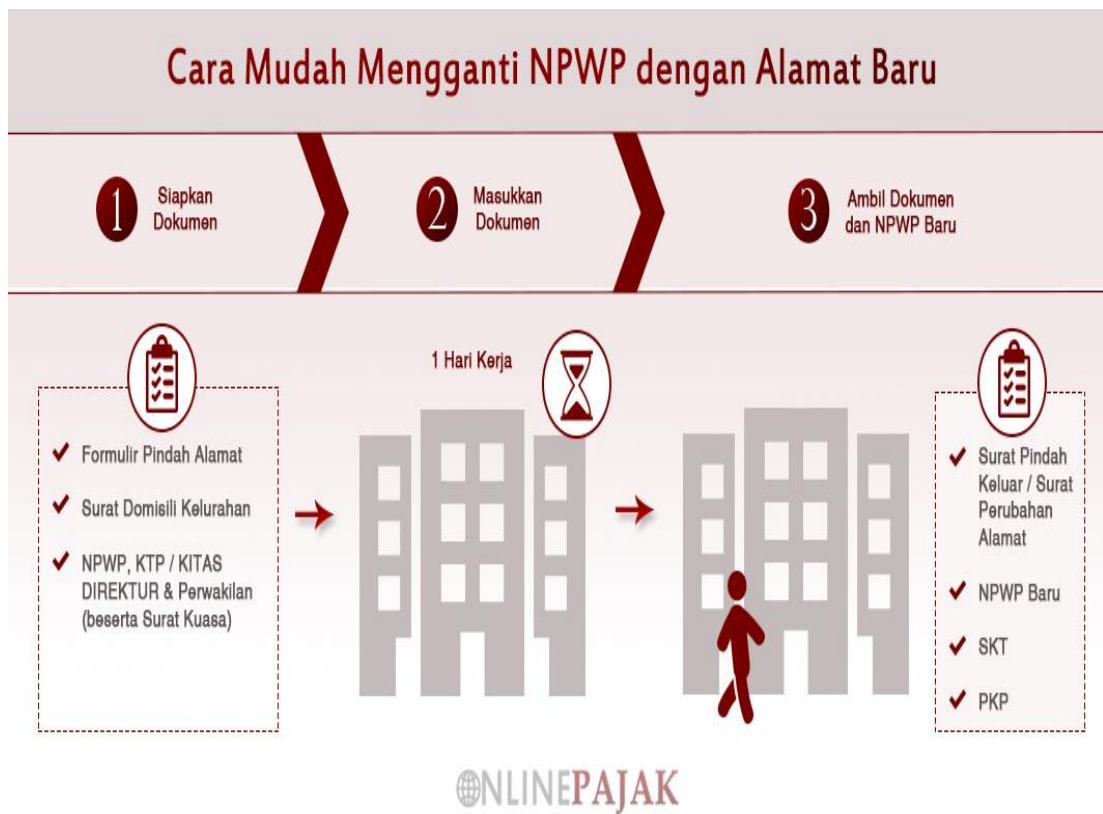 Cara Mudah Mengganti NPWP dengan Alamat Baru
1
Siapkan
Dokumen
2
Masukkan
Dokumen
3
Ambil Dokumen
dan NPWP Baru
Formulir Pindah Alamat
Surat Domisili Kelurahan
NPWP, KTP / KITAS
DIREKTUR & Perwakilan
(beserta Surat Kuasa)
1 Hari Kerja
Surat Pindah
Keluar / Surat
Perubahan
Alamat
NPWP Baru
SKT
PKP
ONLINEPAJAK